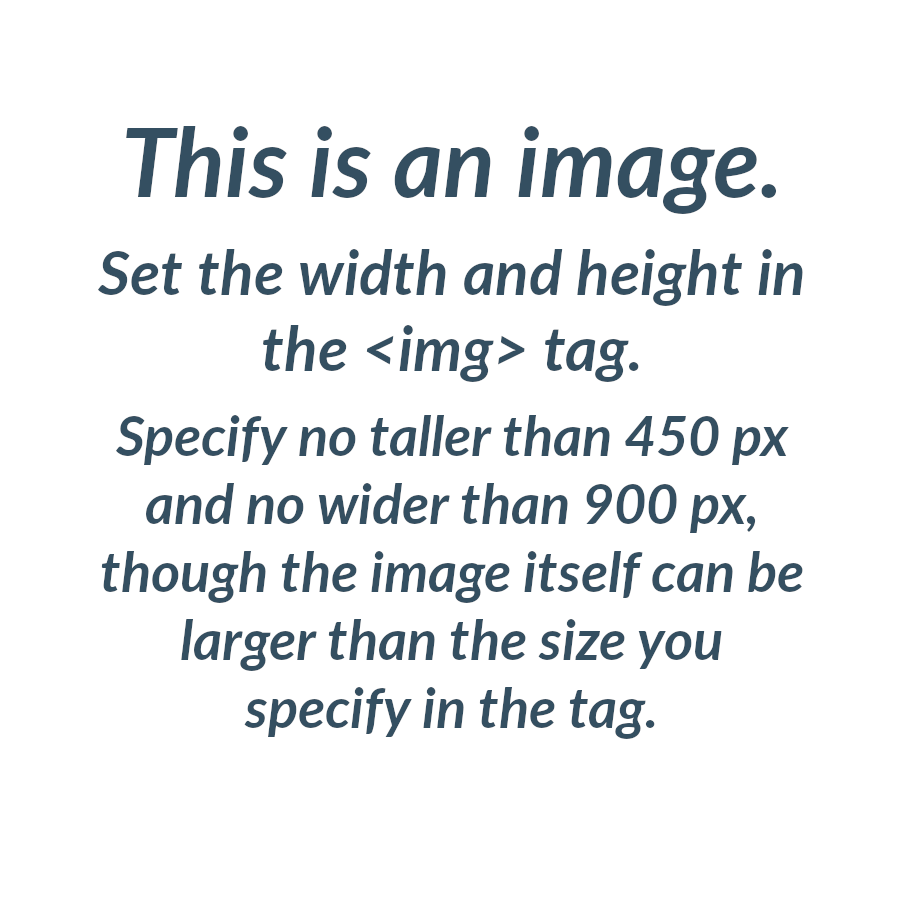 This is an image.
Set the width and height in
the <img> tag.
Specify no taller than 450 px
and no wider than 900 px,
though the image itself can be
larger than the size you
specify in the tag.